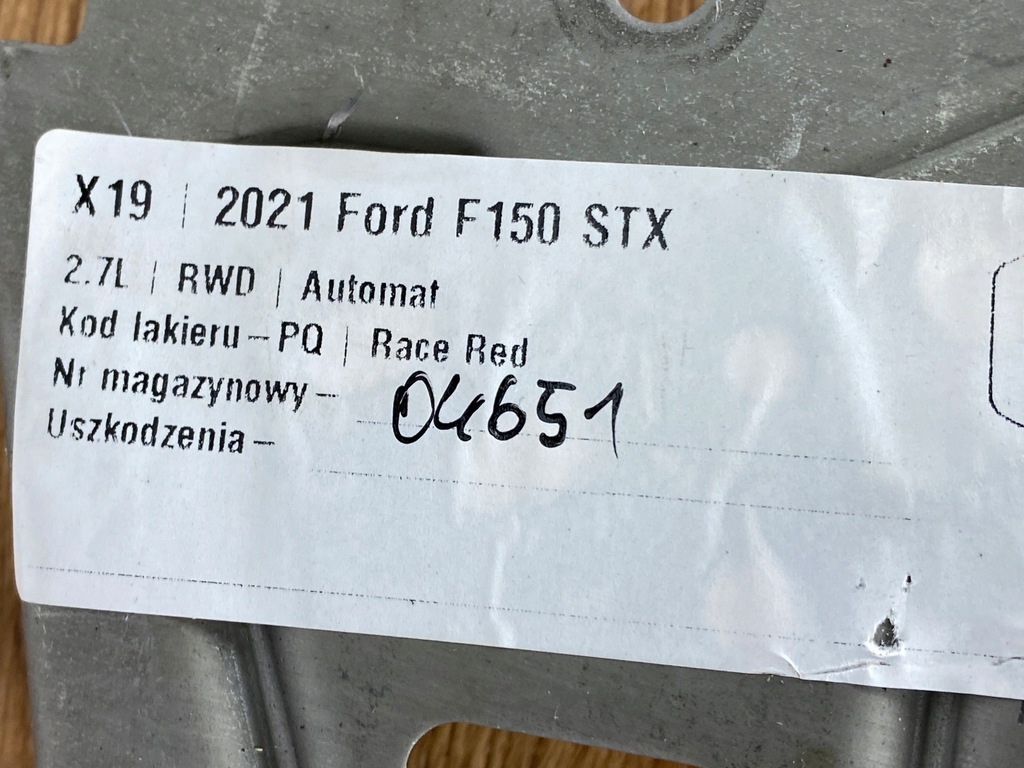 X19 | 2021 Ford F150 STX
2.7L | RWD | Automat
Kod lakieru – PQ | Race Red
Nr magazynowy – 04651
Uszkodzenia –